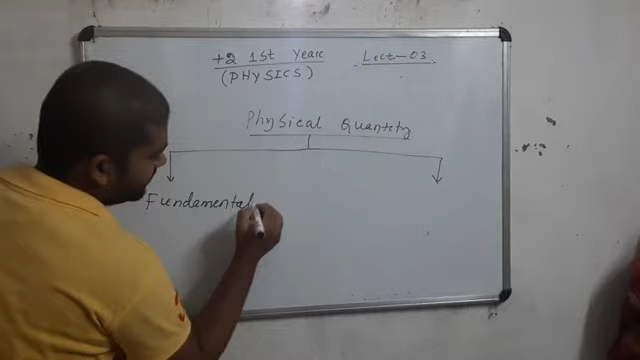 +2 1st Year Lect-03
(PHYSICS)
Physical Quantity
Fundamental